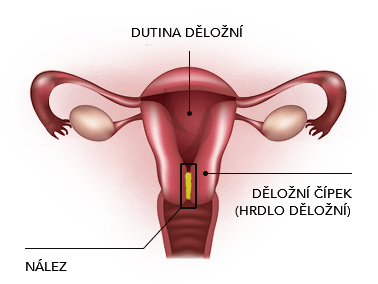 DUTINA DĚLOŽNÍ
DĚLOŽNÍ ČÍPEK
(HRDLO DĚLOŽNÍ)
NÁLEZ